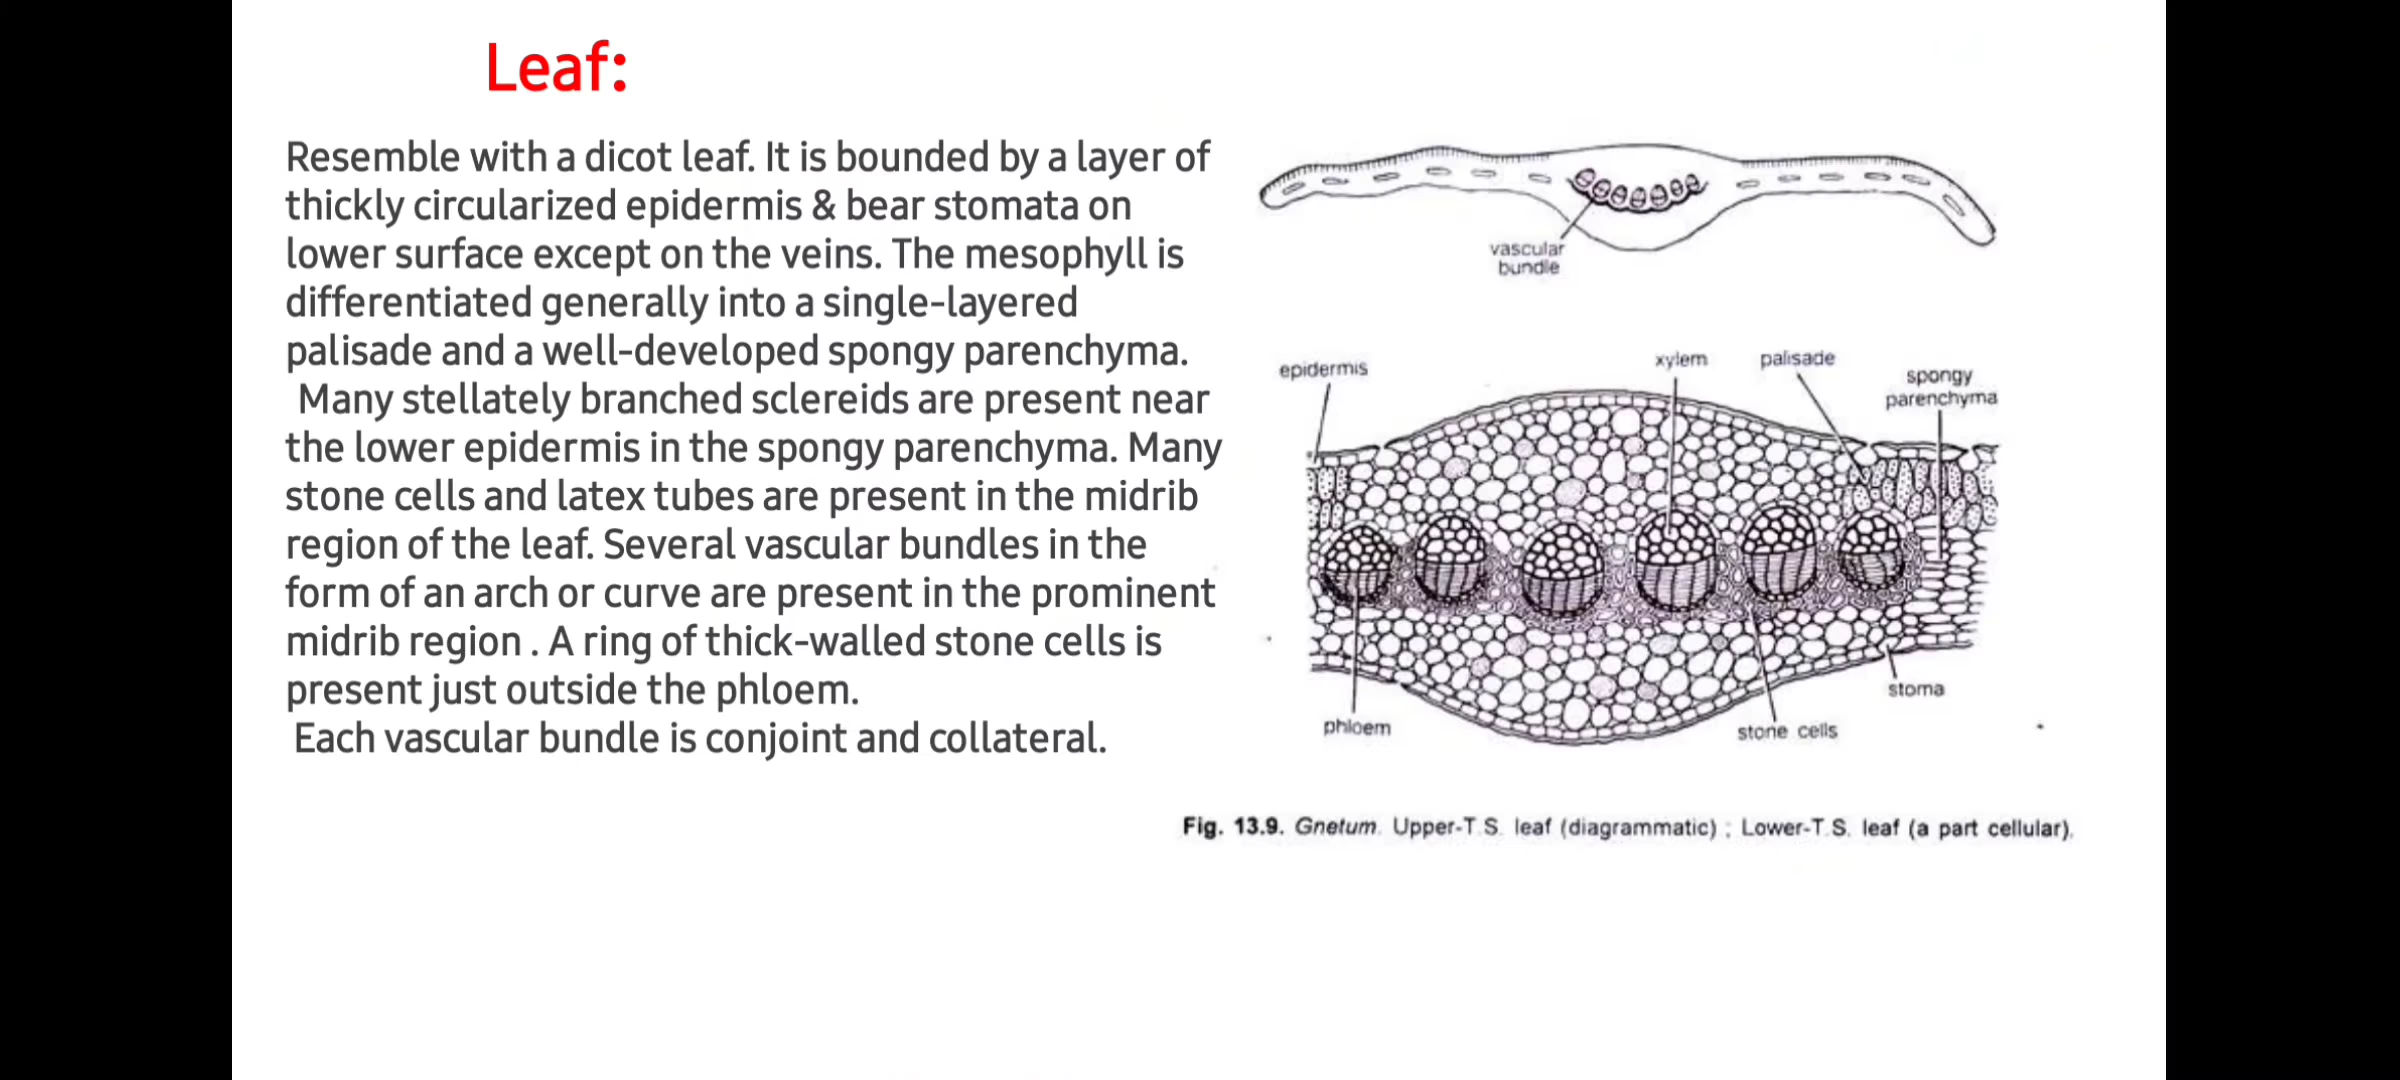 Leaf:
Resemble with a dicot leaf. It is bounded by a layer of
thickly circularized epidermis & bear stomata on
lower surface except on the veins. The mesophyll is
differentiated generally into a single-layered
palisade and a well-developed spongy parenchyma.
Many stellately branched sclereids are present near
the lower epidermis in the spongy parenchyma. Many
stone cells and latex tubes are present in the midrib
region of the leaf. Several vascular bundles in the
form of an arch or curve are present in the prominent
midrib region . A ring of thick-walled stone cells is
present just outside the phloem.
Each vascular bundle is conjoint and collateral.
vascular
bundle
epidermis
xylem
palisade
spongy
parenchyma
phloem
stone cells
stoma
Fig. 13.9. Gnetum. Upper-T.S. leaf (diagrammatic) ; Lower-T.S. leaf (a part cellular).